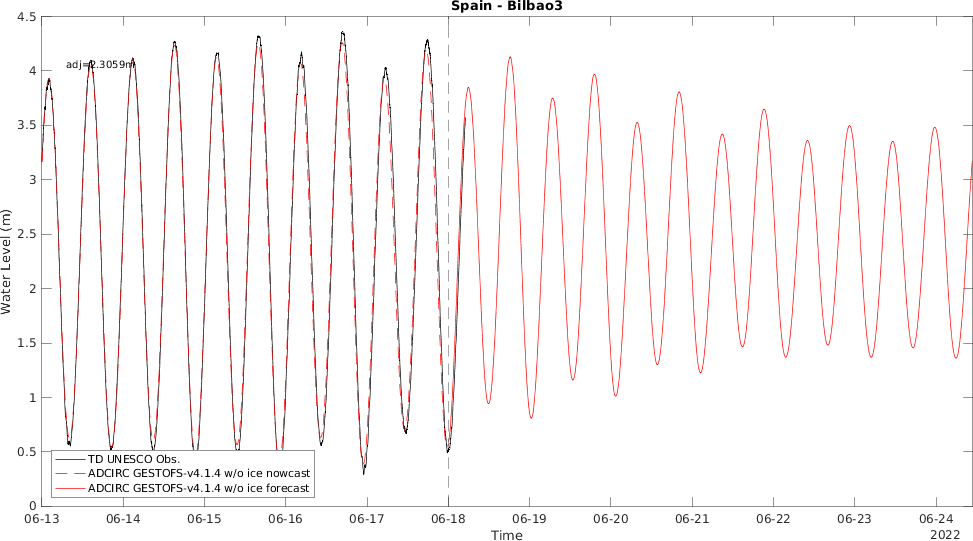 Spain - Bilbao3
adj=2.3059m
Water Level (m)
4.5
4
3.5
3
2.5
2
1.5
1
0.5
0
TD UNESCO Obs.
ADCIRC GESTOFS-v4.1.4 w/o ice nowcast
ADCIRC GESTOFS-v4.1.4 w/o ice forecast
06-13 06-14 06-15 06-16 06-17 06-18 06-19 06-20 06-21 06-22 06-23 06-24
2022
Time